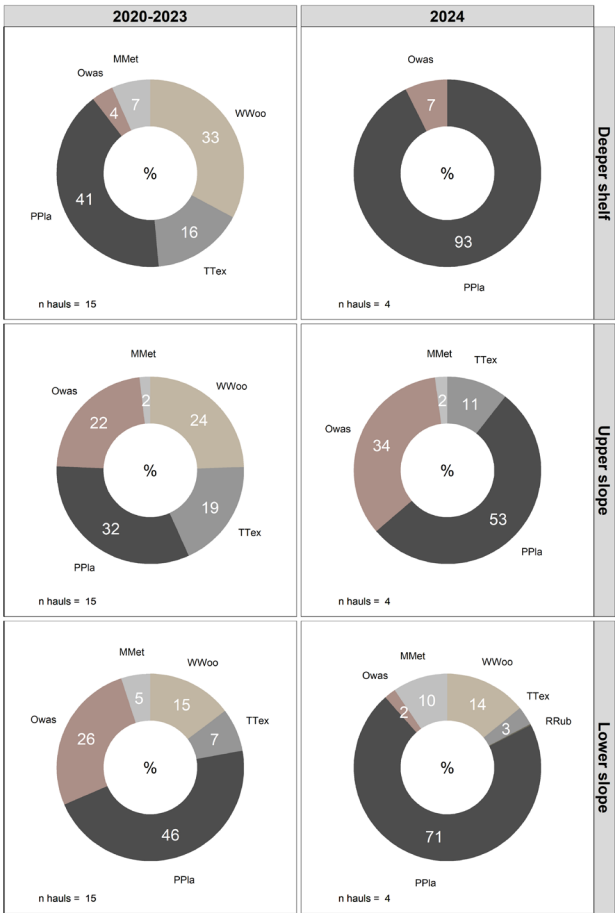 2020-2023
2024
Deeper shelf
MMet
Owas
WWoo
7
4
33
41
%
PPla
16
TTex
n hauls = 15
Owas
7
%
93
PPla
n hauls = 4
Upper slope
MMet
WWoo
Owas
2
22
24
%
19
32
TTex
PPla
n hauls = 15
MMet
TTex
2
11
Owas
34
%
53
PPla
n hauls = 4
Lower slope
MMet
WWoo
5
15
TTex
Owas
7
26
%
46
PPla
n hauls = 15
MMet
WWoo
Owas
TTex
10
14
RRub
2
3
%
71
PPla
n hauls = 4